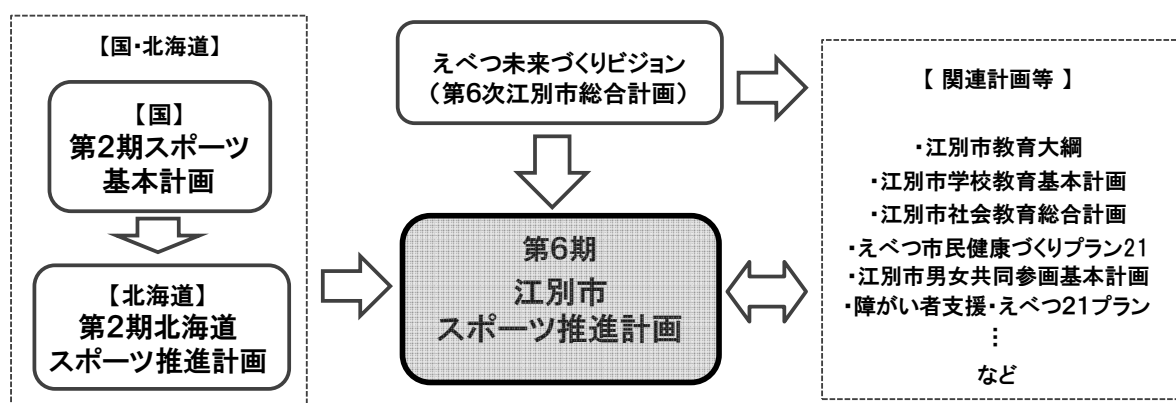 【国・北海道】
【国】
第2期スポーツ
基本計画
【北海道】
第2期北海道
スポーツ推進計画
えべつ未来づくりビジョン
(第6次江別市総合計画)
第6期
江別市
スポーツ推進計画
【 関連計画等 】
・江別市教育大綱
・江別市学校教育基本計画
・江別市社会教育総合計画
・えべつ市民健康づくりプラン21
・江別市男女共同参画基本計画
・障がい者支援・えべつ21プラン
⋮
など